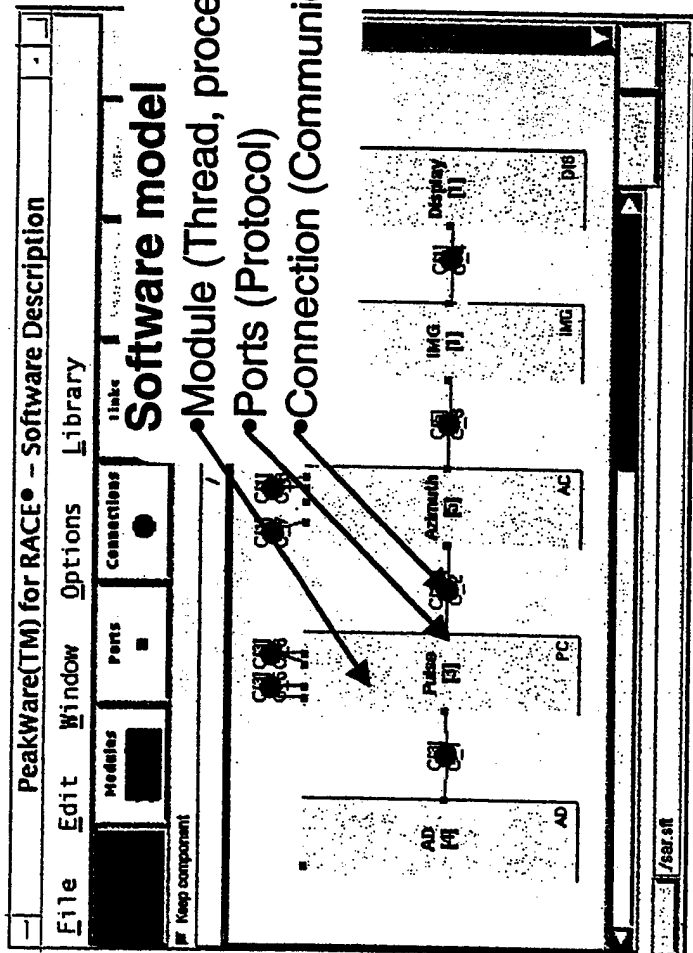 PeakWare(TM) for RACE® – Software Description
File Edit Window Options Library
Modules Ports Connections Links
Keep component
Software model
•Module (Thread, proce
•Ports (Protocol)
•Connection (Communi
AD
[4]
AD
Pulse
[3]
PC
Azimuth
[5]
AC
IMG
[1]
IMG
Display
[1]
DIS
./sar.sft